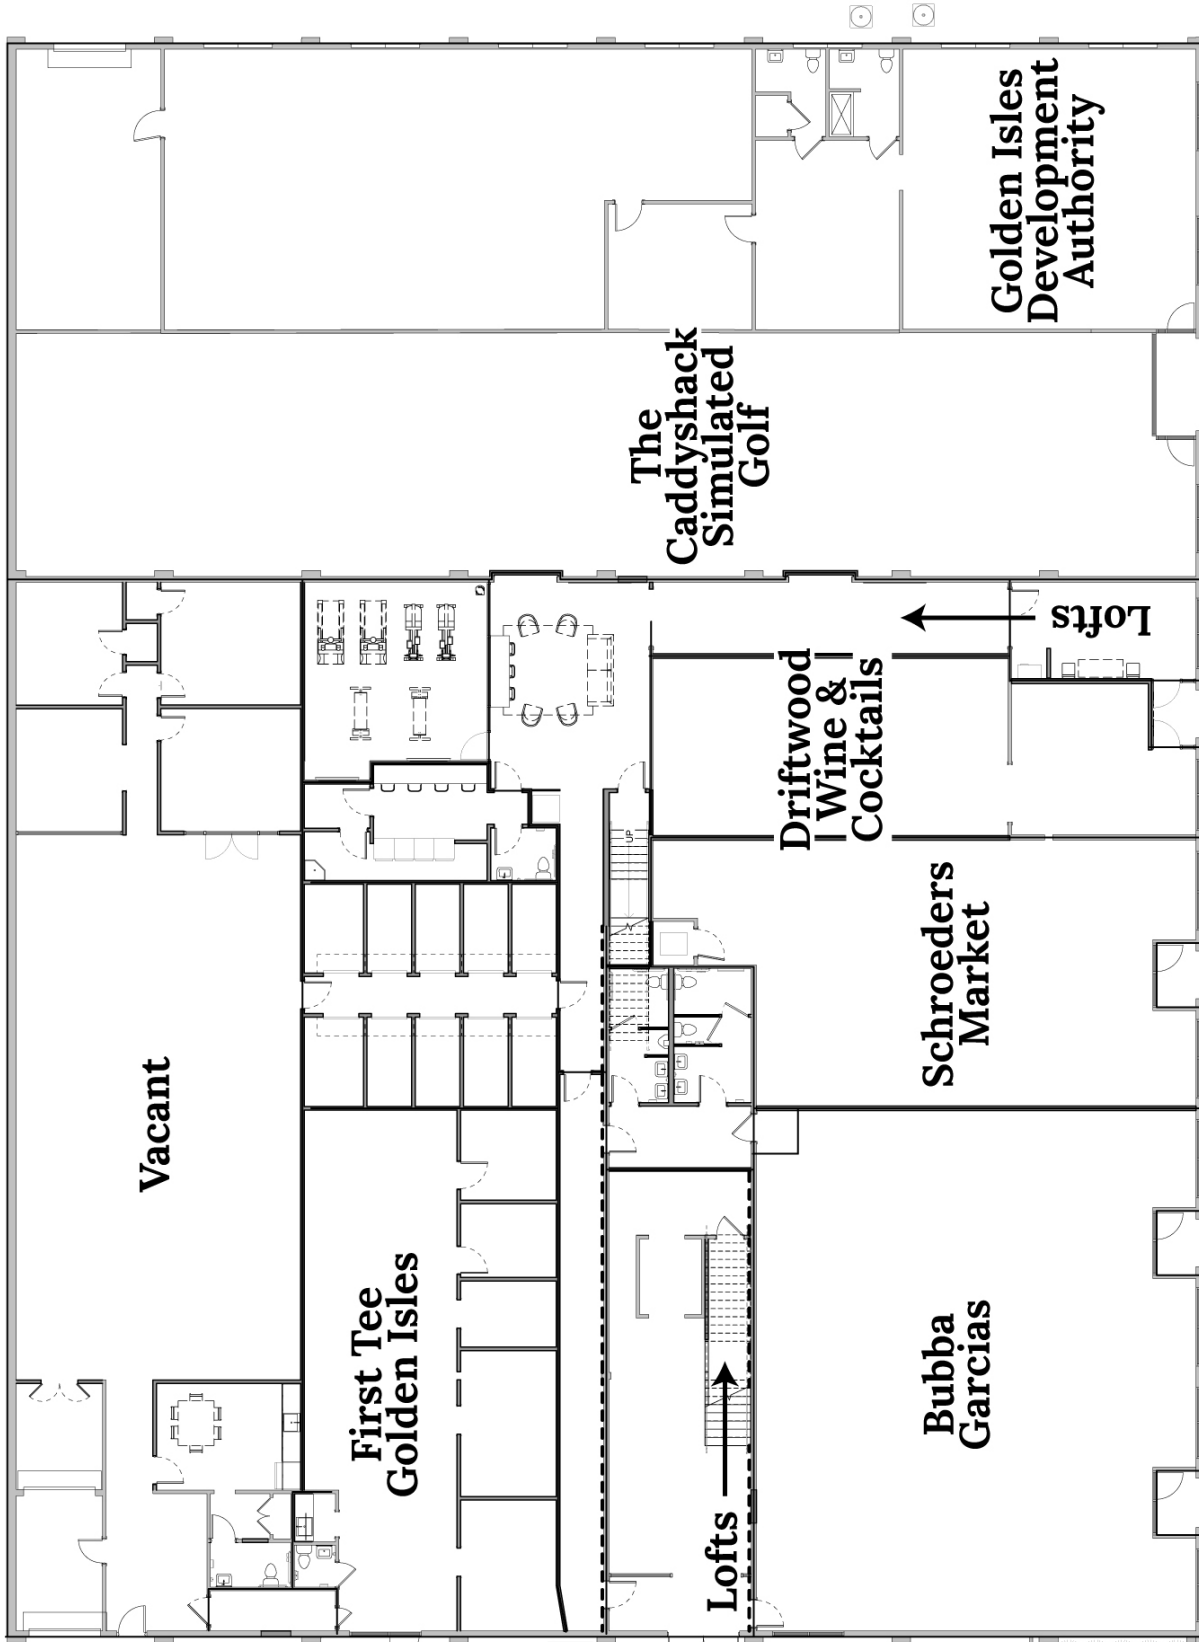 Golden Isles
Development
Authority
The
Caddyshack
Simulated
Golf
Lofts
Driftwood
Wine &
Cocktails
UP
Schroeders
Market
Vacant
First Tee
Golden Isles
Bubba
Garcias
Lofts